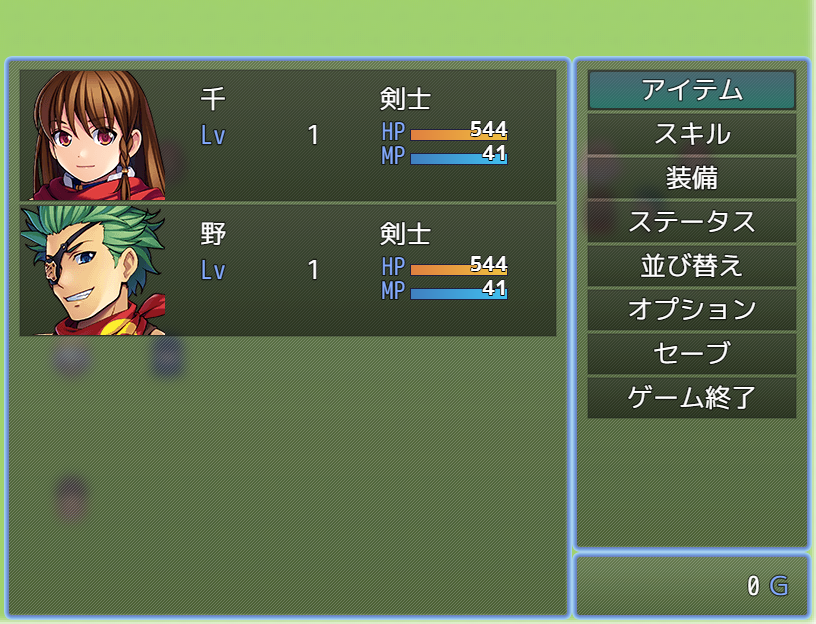 千 剣士
Lv 1 HP 544
MP 41
野 剣士
Lv 1 HP 544
MP 41
アイテム
スキル
装備
ステータス
並び替え
オプション
セーブ
ゲーム終了
0 G